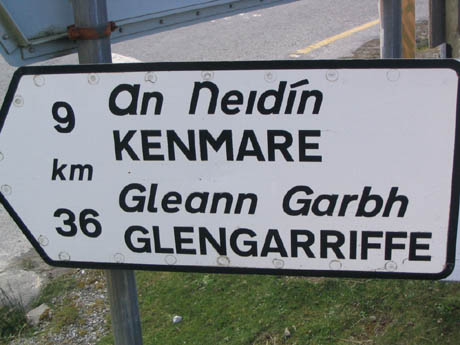 9 An Neidín
KENMARE
km
Gleann Garbh
36 GLENGARRIFFE